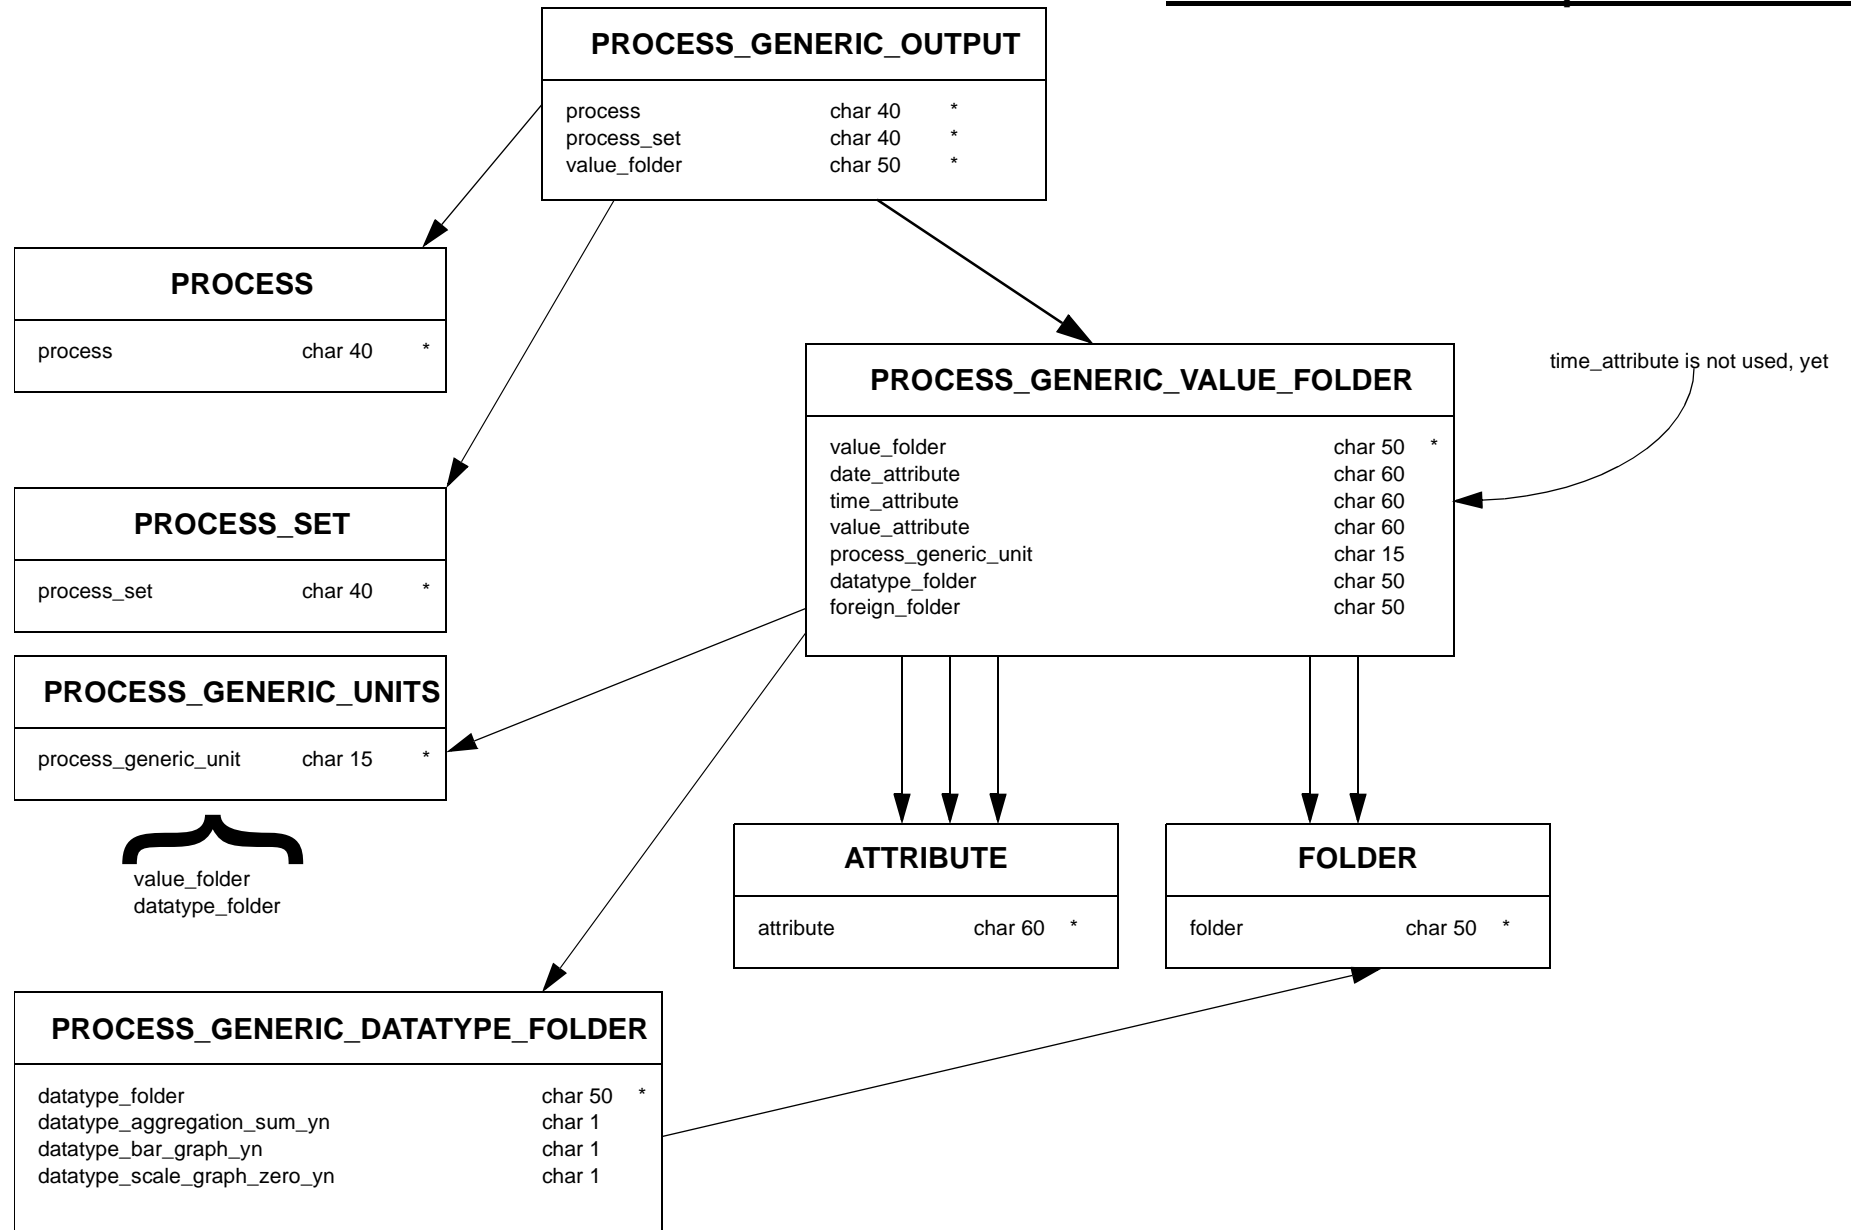 PROCESS_GENERIC_OUTPUT
process char 40 *
process_set char 40 *
value_folder char 50 *
PROCESS
process char 40 *
PROCESS_GENERIC_VALUE_FOLDER
value_folder char 50 *
date_attribute char 60
time_attribute char 60
value_attribute char 60
process_generic_unit char 15
datatype_folder char 50
foreign_folder char 50
time_attribute is not used, yet
PROCESS_SET
process_set char 40 *
PROCESS_GENERIC_UNITS
process_generic_unit char 15 *
value_folder
datatype_folder
ATTRIBUTE
attribute char 60 *
FOLDER
folder char 50 *
PROCESS_GENERIC_DATATYPE_FOLDER
datatype_folder char 50 *
datatype_aggregation_sum_yn char 1
datatype_bar_graph_yn char 1
datatype_scale_graph_zero_yn char 1